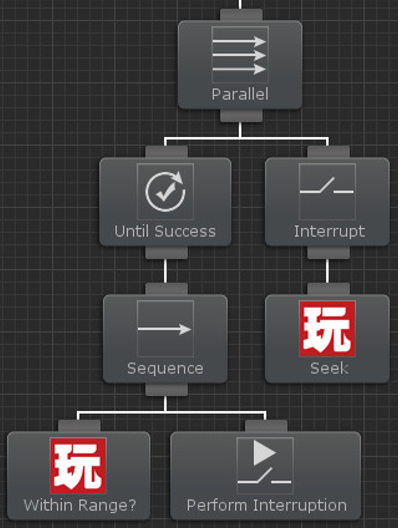 Parallel
Until Success
Interrupt
Sequence
玩
Seek
玩
Within Range?
Perform Interruption